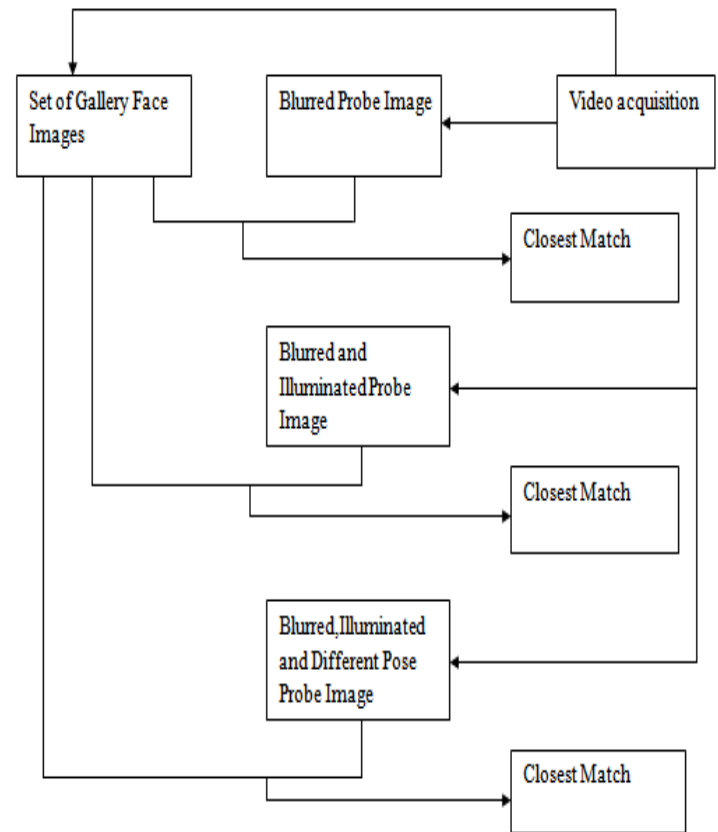 Set of Gallery Face
Images
Blurred Probe Image
Video acquisition
Closest Match
Blurred and
Illuminated Probe
Image
Closest Match
Blurred,Illuminated
and Different Pose
Probe Image
Closest Match